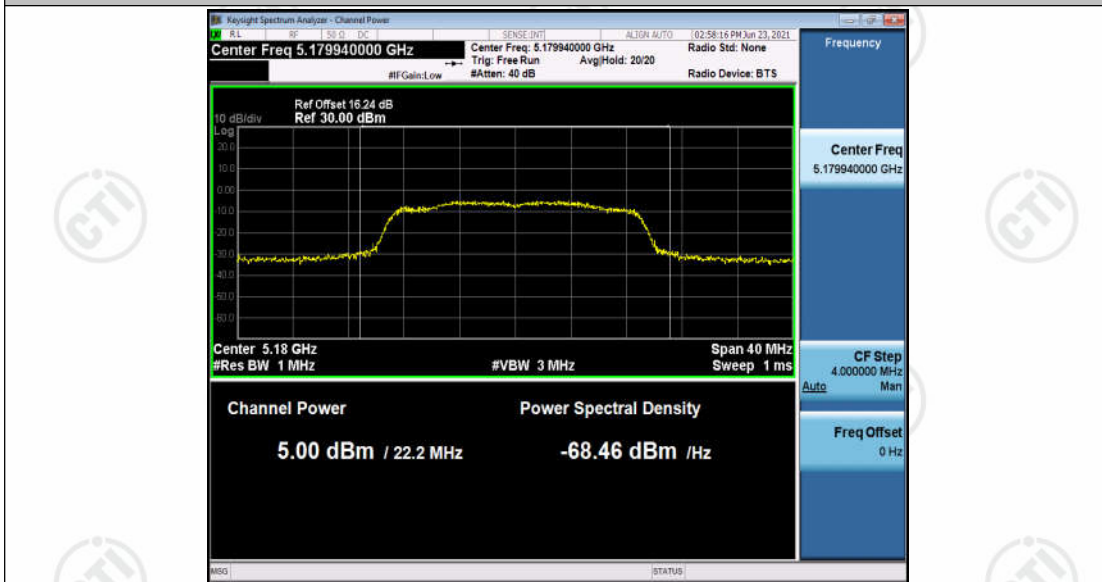 Keysight Spectrum Analyzer - Channel Power
RL RF 50 Ω DC SENSE:INT ALIGN AUTO 02:58:16 PM Jun 23, 2021
Center Freq 5.179940000 GHz
Center Freq: 5.179940000 GHz
Radio Std: None
Trig: Free Run Avg|Hold: 20/20
#IFGain:Low
#Atten: 40 dB
Radio Device: BTS
Ref Offset 16.24 dB
10 dB/div Ref 30.00 dBm
Log
20.0
10.0
0.00
-10.0
-20.0
-30.0
-40.0
-50.0
-60.0
Center 5.18 GHz
Span 40 MHz
#Res BW 1 MHz
#VBW 3 MHz
Sweep 1 ms
Channel Power
Power Spectral Density
5.00 dBm / 22.2 MHz
-68.46 dBm /Hz
MSG
STATUS
Frequency
Center Freq
5.179940000 GHz
CF Step
4.000000 MHz
Auto Man
Freq Offset
0 Hz
CTI
CTI
CTI
CTI